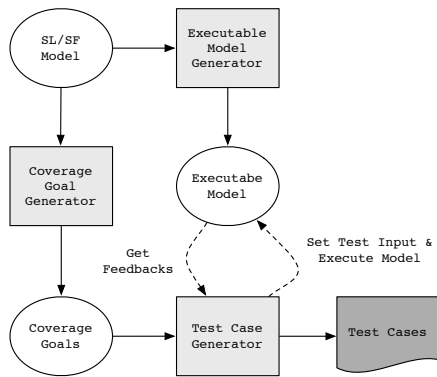 SL/SF
Model
Executable
Model
Generator
Coverage
Goal
Generator
Executabe
Model
Get
Feedbacks
Set Test Input &
Execute Model
Coverage
Goals
Test Case
Generator
Test Cases